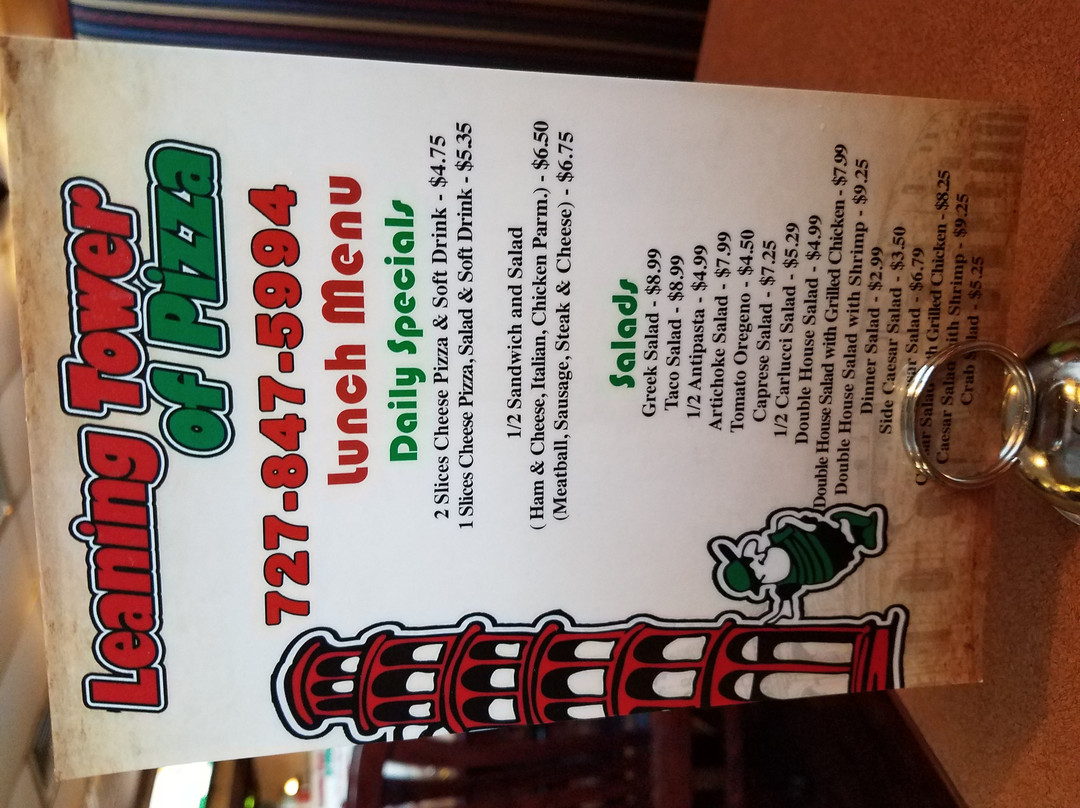 Leaning Tower
of Pizza
727-847-5994
Lunch Menu
Daily Specials
2 Slices Cheese Pizza & Soft Drink - $4.75
1 Slices Cheese Pizza, Salad & Soft Drink - $5.35
1/2 Sandwich and Salad
( Ham & Cheese, Italian, Chicken Parm.) - $6.50
(Meatball, Sausage, Steak & Cheese) - $6.75
Salads
Greek Salad - $8.99
Taco Salad - $8.99
1/2 Antipasta - $4.99
Artichoke Salad - $7.99
Tomato Oregeno - $4.50
Caprese Salad - $7.25
1/2 Carlucci Salad - $5.29
Double House Salad - $4.99
Double House Salad with Grilled Chicken - $7.99
Double House Salad with Shrimp - $9.25
Dinner Salad - $2.99
Side Caesar Salad - $3.50
Salad - $6.79
Salad Grilled Chicken - $8.25
Caesar Salad with Shrimp - $9.25
Crab Salad - $5.25